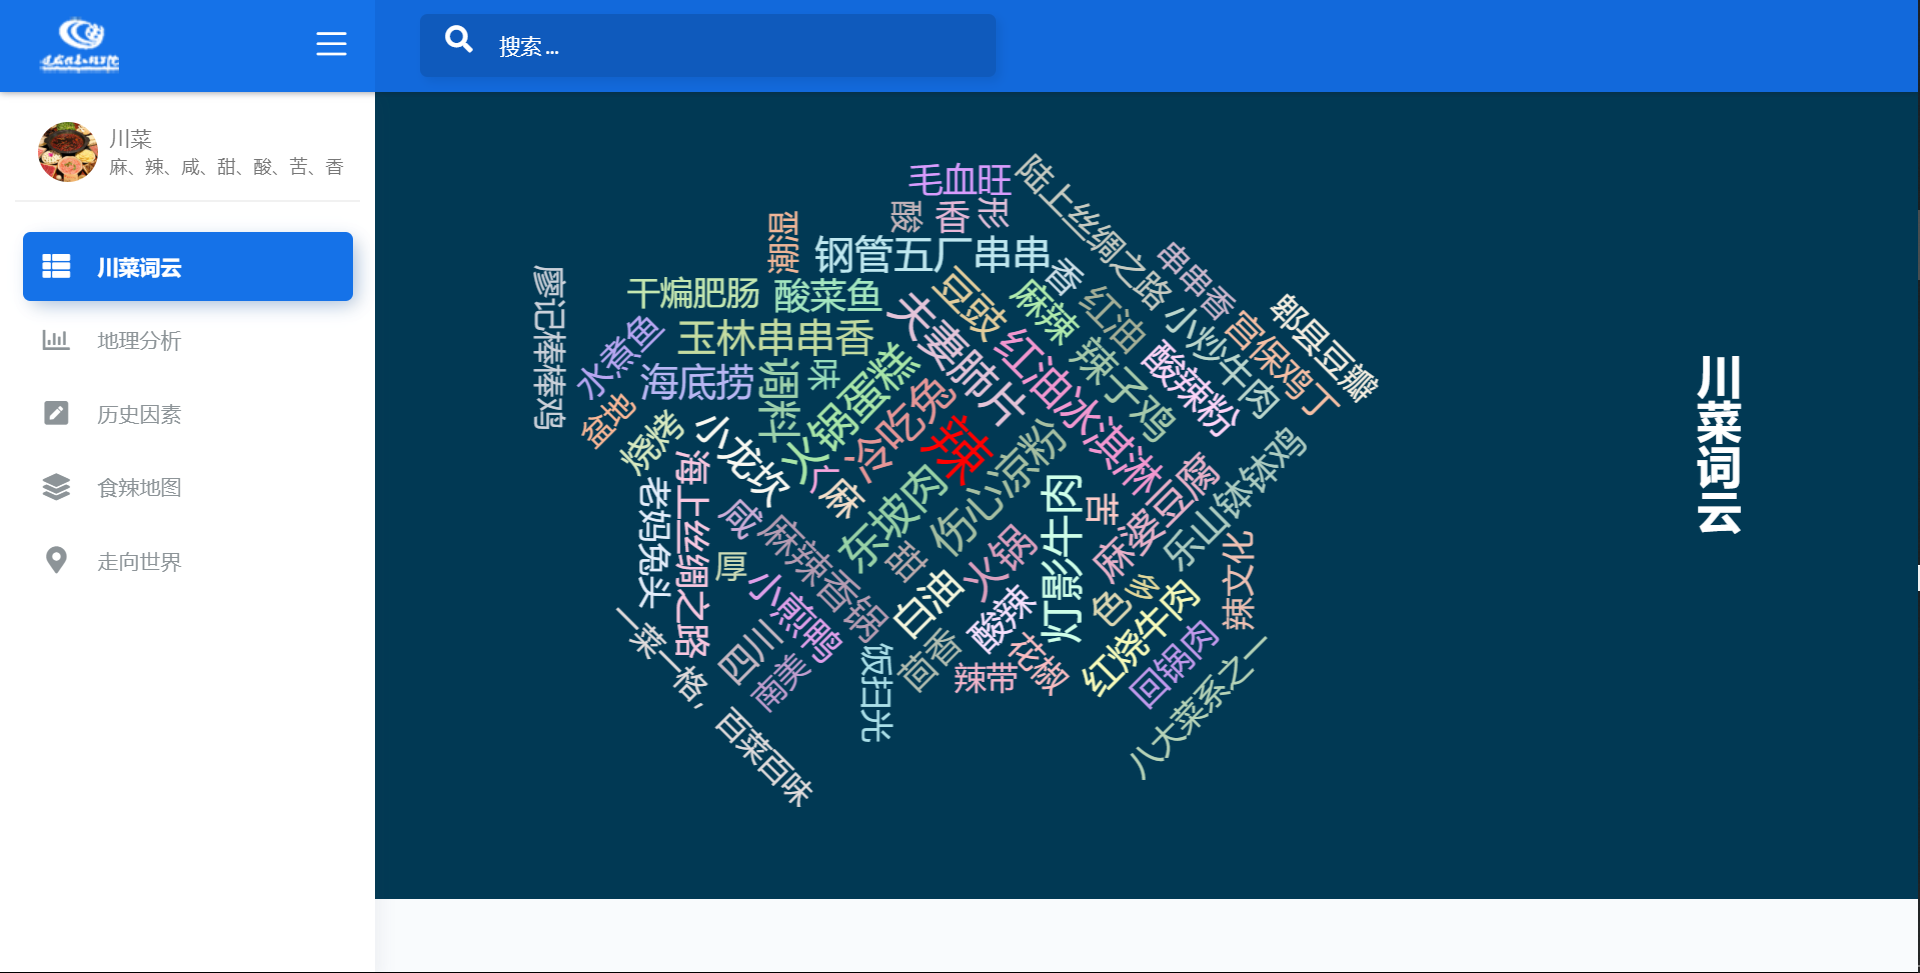 搜索...
川菜
麻、辣、咸、甜、酸、苦、香
川菜词云
地理分析
历史因素
食辣地图
走向世界
毛血旺
陆上丝绸之路
酸
香
形
潮湿
钢管五厂串串
香
串串香
廖记棒棒鸡
干煸肥肠
酸菜鱼
豆豉
麻辣
红油
小炒牛肉
宫保鸡丁
郫县豆瓣
水煮鱼
玉林串串香
夫妻肺片
红油冰淇淋
辣子鸡
酸辣粉
海底捞
调料
味
火锅蛋糕
冷吃兔
辣
盆地
烧烤
小龙坎
广
麻
东坡肉
伤心凉粉
灯影牛肉
苦
麻婆豆腐
乐山钵钵鸡
老妈兔头
海上丝绸之路
咸
麻辣香锅
厚
甜
火锅
白油
酸辣
色
多
辣文化
小煎鸭
四川
南美
饭扫光
茴香
辣带
花椒
红烧牛肉
回锅肉
八大菜系之一
一菜一格，百菜百味
川菜词云